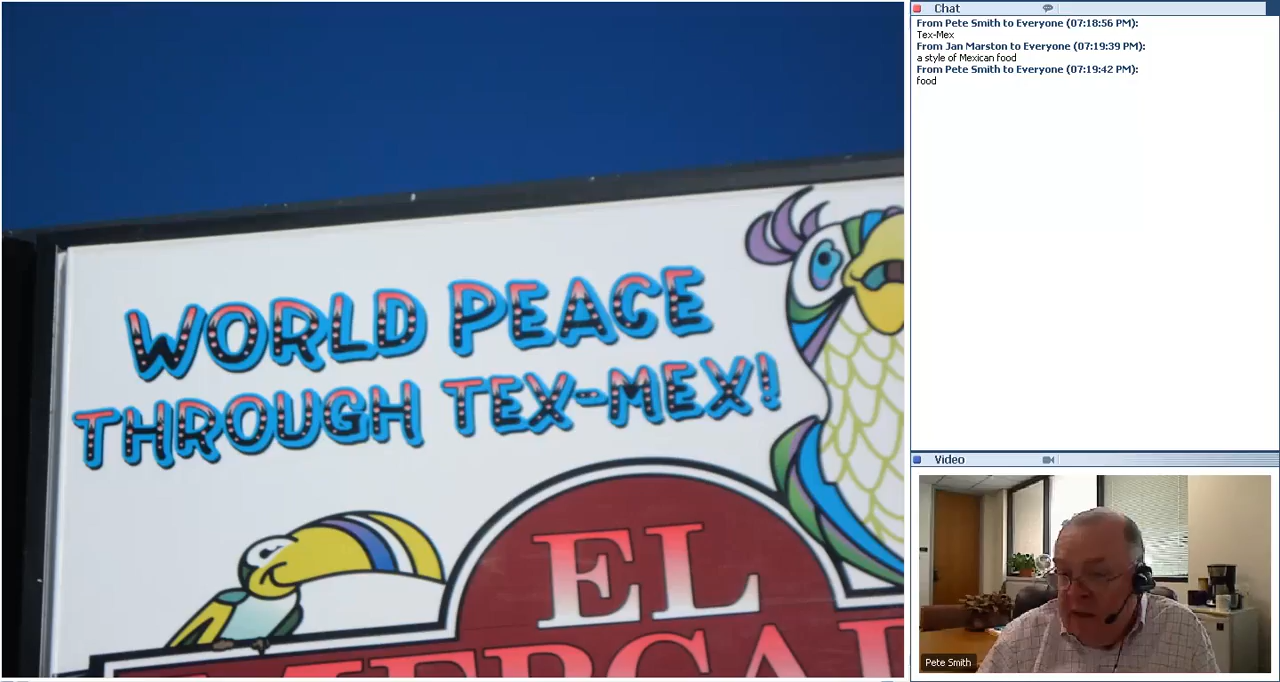 WORLD PEACE
THROUGH TEX-MEX!
EL
Chat
From Pete Smith to Everyone (07:18:56 PM):
Tex-Mex
From Jan Marston to Everyone (07:19:39 PM):
a style of Mexican food
From Pete Smith to Everyone (07:19:42 PM):
food
Video
Pete Smith